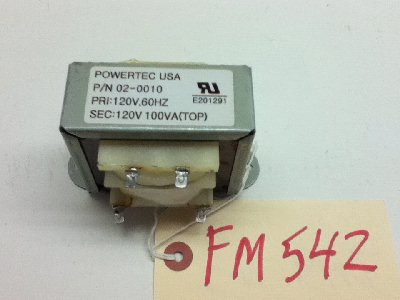 POWERTEC USA
P/N 02-0010
PRI:120V.60HZ
E201291
SEC:120V 100VA(TOP)
FM 542